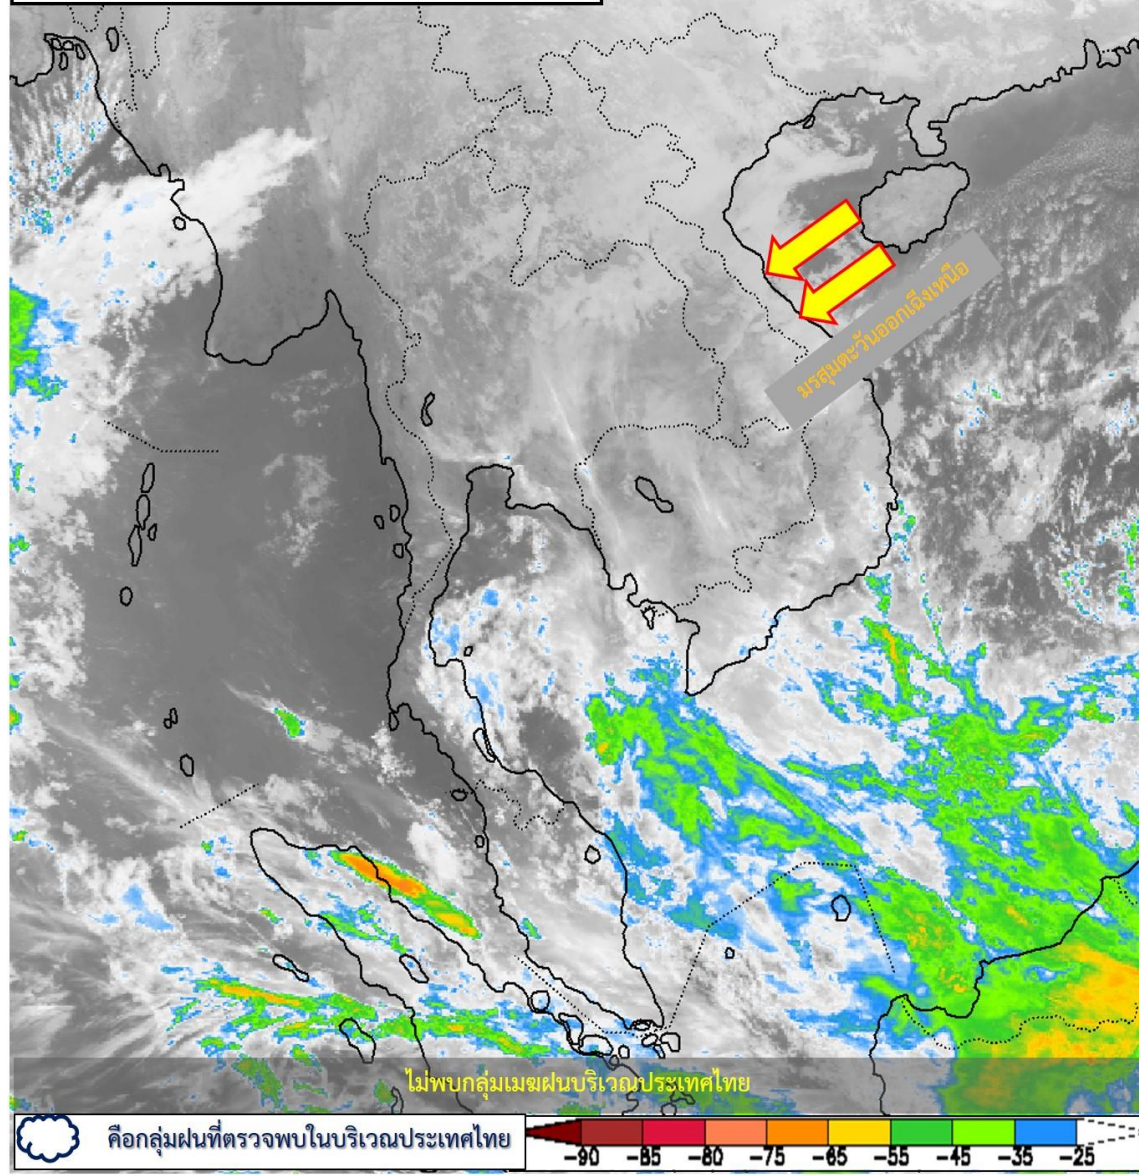 มรสุมตะวันออกเฉียงเหนือ
ไม่พบกลุ่มเมฆฝนบริเวณประเทศไทย
คือกลุ่มฝนที่ตรวจพบในบริเวณประเทศไทย
-90 -85 -80 -75 -65 -55 -45 -35 -25